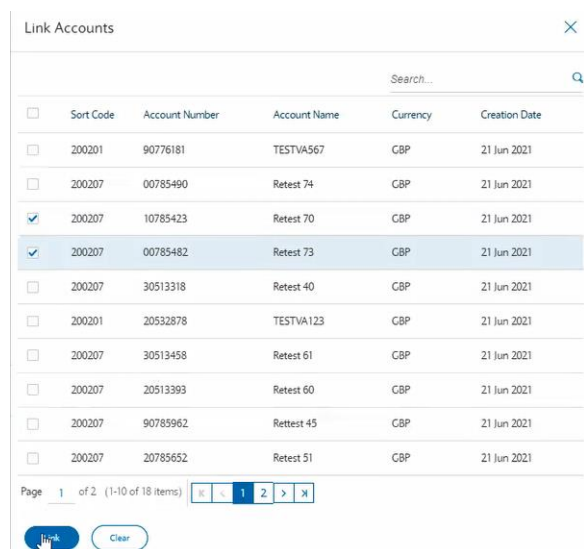 Link Accounts
Search...
Sort Code Account Number Account Name Currency Creation Date
200201 90776181 TESTVA567 GBP 21 Jun 2021
200207 00785490 Retest 74 GBP 21 Jun 2021
200207 10785423 Retest 70 GBP 21 Jun 2021
200207 00785482 Retest 73 GBP 21 Jun 2021
200207 30513318 Retest 40 GBP 21 Jun 2021
200201 20532878 TESTVA123 GBP 21 Jun 2021
200207 30513458 Retest 61 GBP 21 Jun 2021
200207 20513393 Retest 60 GBP 21 Jun 2021
200207 90785962 Rettest 45 GBP 21 Jun 2021
200207 20785652 Retest 51 GBP 21 Jun 2021
Page 1 of 2 (1-10 of 18 items) 1 2
Link Clear